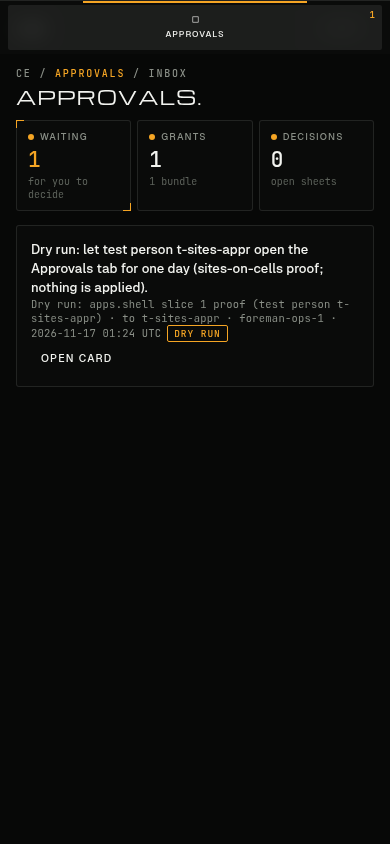 1
APPROVALS
CE / APPROVALS / INBOX
APPROVALS.
WAITING
1
for you to
decide
GRANTS
1
1 bundle
DECISIONS
0
open sheets
Dry run: let test person t-sites-appr open the
Approvals tab for one day (sites-on-cells proof;
nothing is applied).
Dry run: apps.shell slice 1 proof (test person t-
sites-appr) · to t-sites-appr · foreman-ops-1 ·
2026-11-17 01:24 UTC DRY RUN
OPEN CARD